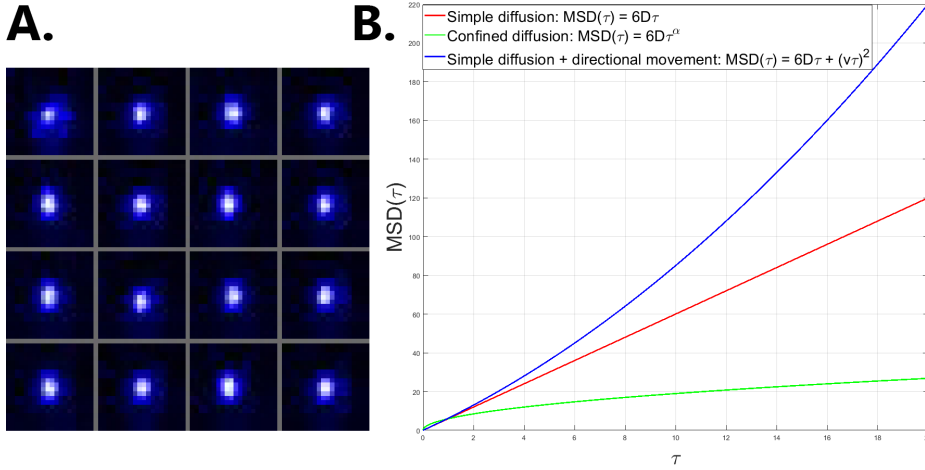 A.
B.
Simple diffusion: MSD(τ) = 6Dτ
Confined diffusion: MSD(τ) = 6Dτ^α
Simple diffusion + directional movement: MSD(τ) = 6Dτ + (vτ)²
220
200
180
160
140
120
100
80
60
40
20
0
MSD(τ)
0 2 4 6 8 10 12 14 16 18
τ